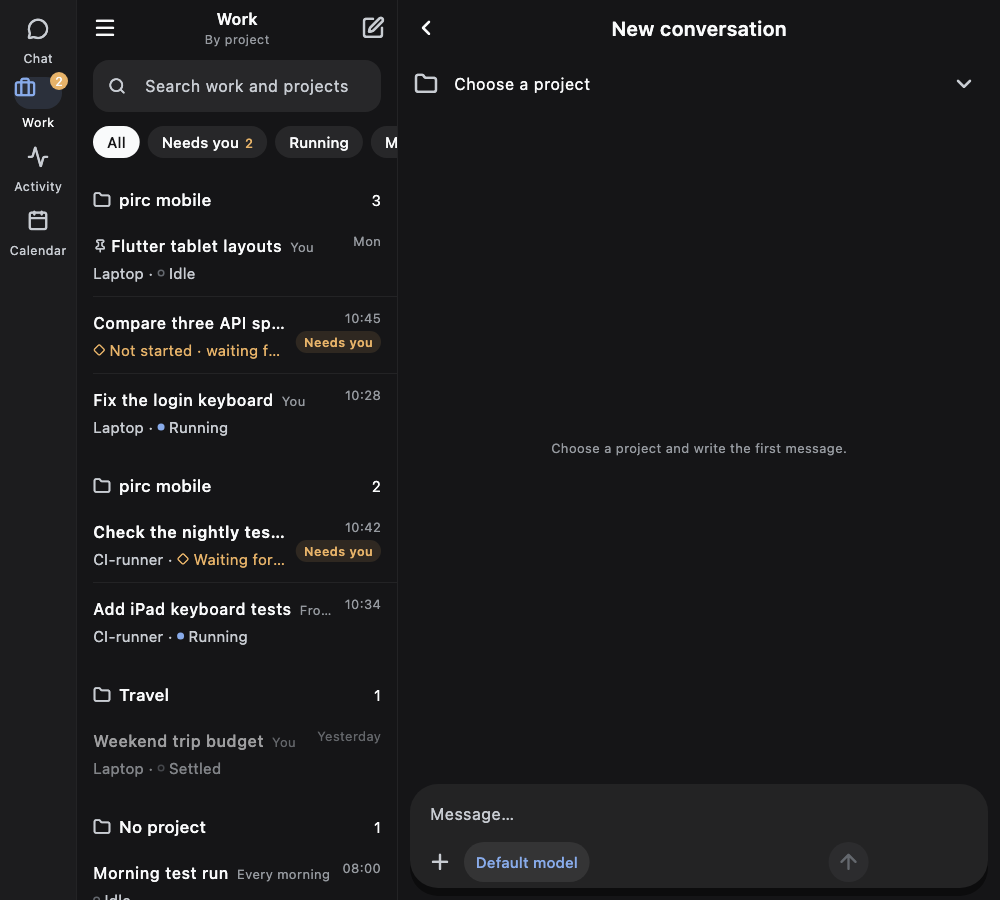 Chat
2
Work
Activity
Calendar
Work
By project
Search work and projects
All
Needs you 2
Running
M
pirc mobile 3
Flutter tablet layouts You Mon
Laptop · Idle
Compare three API sp... 10:45
Not started · waiting f... Needs you
Fix the login keyboard You 10:28
Laptop · Running
pirc mobile 2
Check the nightly tes... 10:42
CI-runner · Waiting for... Needs you
Add iPad keyboard tests Fro... 10:34
CI-runner · Running
Travel 1
Weekend trip budget You Yesterday
Laptop · Settled
No project 1
Morning test run Every morning 08:00
Idle
New conversation
Choose a project
Choose a project and write the first message.
Message...
Default model